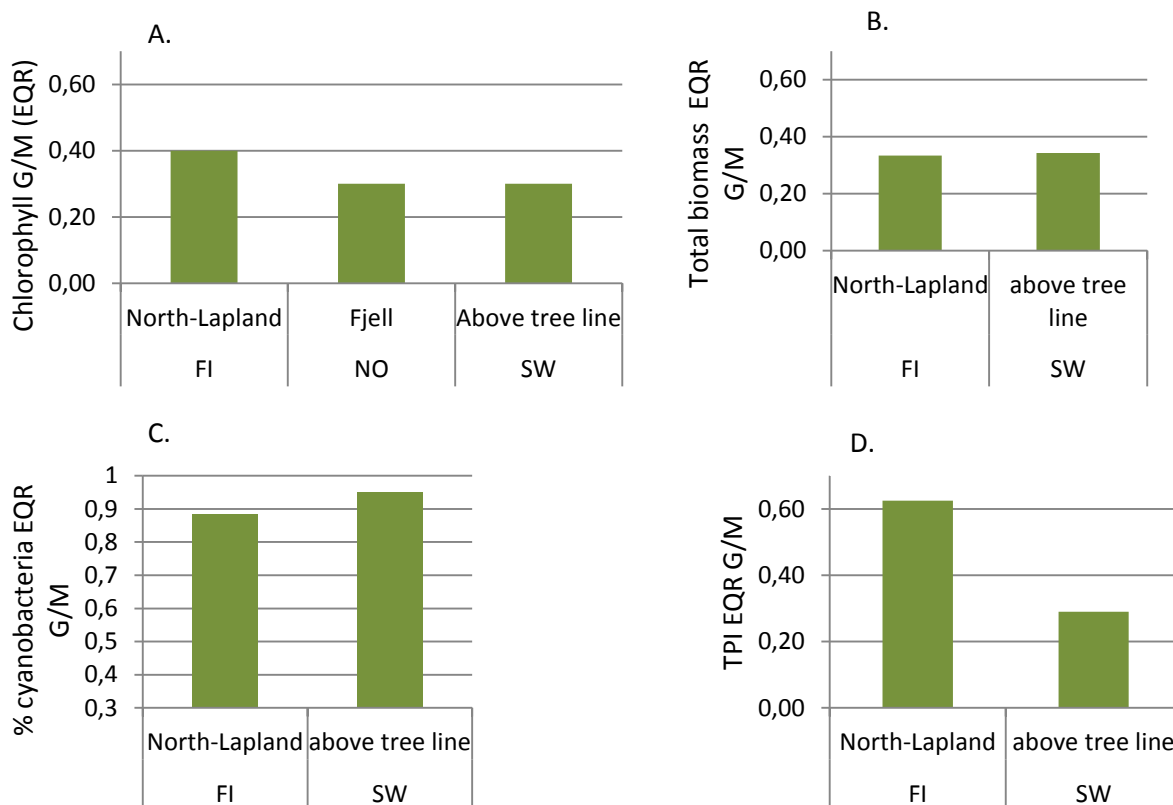 A.
Chlorophyll G/M (EQR)
0,60
0,40
0,20
0,00
North-Lapland
Fjell
Above tree line
FI
NO
SW
B.
Total biomass EQR
G/M
0,60
0,40
0,20
0,00
North-Lapland
above tree
line
FI
SW
C.
% cyanobacteria EQR
G/M
1
0,9
0,8
0,7
0,6
0,5
0,4
0,3
North-Lapland
above tree line
FI
SW
D.
TPI EQR G/M
0,60
0,40
0,20
0,00
North-Lapland
above tree line
FI
SW